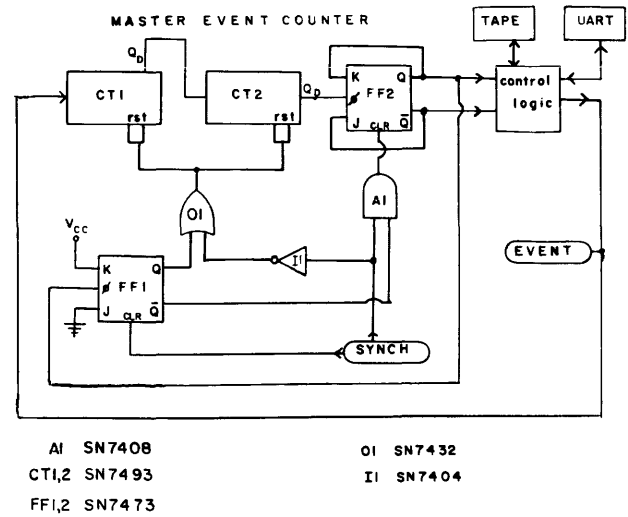 MASTER EVENT COUNTER
TAPE
UART
QD
CT1
rst
CT2
rst
QD
K
Q
ø
FF2
J
CLR
Q̅
control
logic
A1
O1
VCC
K
Q
ø
FF1
J
CLR
Q̅
I1
EVENT
SYNCH
A1 SN7408
CT1,2 SN7493
FF1,2 SN7473
O1 SN7432
I1 SN7404